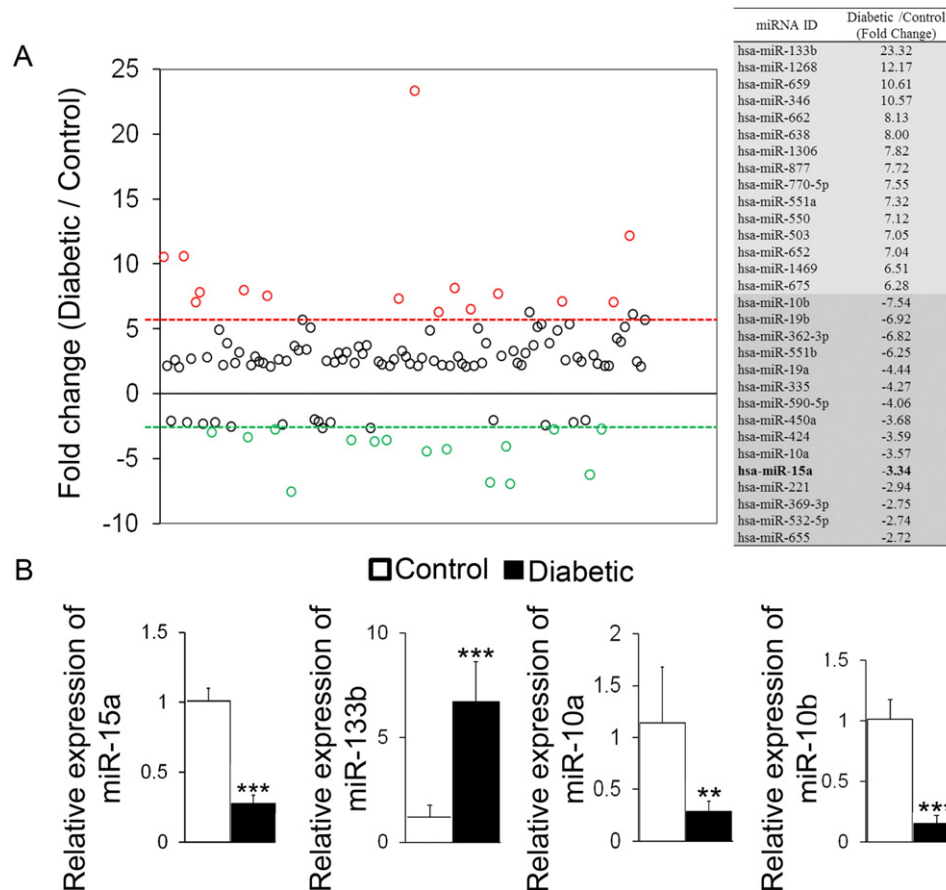 A
Fold change (Diabetic / Control)
25
20
15
10
5
0
-5
-10
miRNA ID Diabetic /Control (Fold Change)
hsa-miR-133b 23.32
hsa-miR-1268 12.17
hsa-miR-659 10.61
hsa-miR-346 10.57
hsa-miR-662 8.13
hsa-miR-638 8.00
hsa-miR-1306 7.82
hsa-miR-877 7.72
hsa-miR-770-5p 7.55
hsa-miR-551a 7.32
hsa-miR-550 7.12
hsa-miR-503 7.05
hsa-miR-652 7.04
hsa-miR-1469 6.51
hsa-miR-675 6.28
hsa-miR-10b -7.54
hsa-miR-19b -6.92
hsa-miR-362-3p -6.82
hsa-miR-551b -6.25
hsa-miR-19a -4.44
hsa-miR-335 -4.27
hsa-miR-590-5p -4.06
hsa-miR-450a -3.68
hsa-miR-424 -3.59
hsa-miR-10a -3.57
hsa-miR-15a -3.34
hsa-miR-221 -2.94
hsa-miR-369-3p -2.75
hsa-miR-532-5p -2.74
hsa-miR-655 -2.72
B
Control Diabetic
Relative expression of
miR-15a
1.5
1
0.5
0
***
Relative expression of
miR-133b
10
5
0
***
Relative expression of
miR-10a
2
1.5
1
0.5
0
**
Relative expression of
miR-10b
1.5
1
0.5
0
***